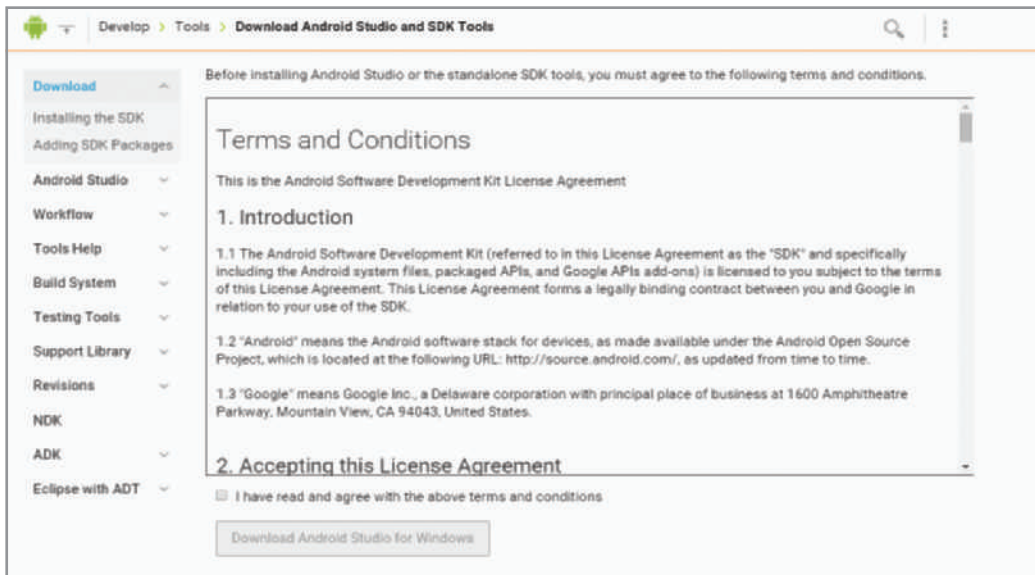 Develop > Tools > Download Android Studio and SDK Tools
Download
Installing the SDK
Adding SDK Packages
Android Studio
Workflow
Tools Help
Build System
Testing Tools
Support Library
Revisions
NDK
ADK
Eclipse with ADT
Before installing Android Studio or the standalone SDK tools, you must agree to the following terms and conditions.
Terms and Conditions
This is the Android Software Development Kit License Agreement
1. Introduction
1.1 The Android Software Development Kit (referred to in this License Agreement as the "SDK" and specifically
including the Android system files, packaged APIs, and Google APIs add-ons) is licensed to you subject to the terms
of this License Agreement. This License Agreement forms a legally binding contract between you and Google in
relation to your use of the SDK.
1.2 "Android" means the Android software stack for devices, as made available under the Android Open Source
Project, which is located at the following URL: http://source.android.com/, as updated from time to time.
1.3 "Google" means Google Inc., a Delaware corporation with principal place of business at 1600 Amphitheatre
Parkway, Mountain View, CA 94043, United States.
2. Accepting this License Agreement
I have read and agree with the above terms and conditions
Download Android Studio for Windows